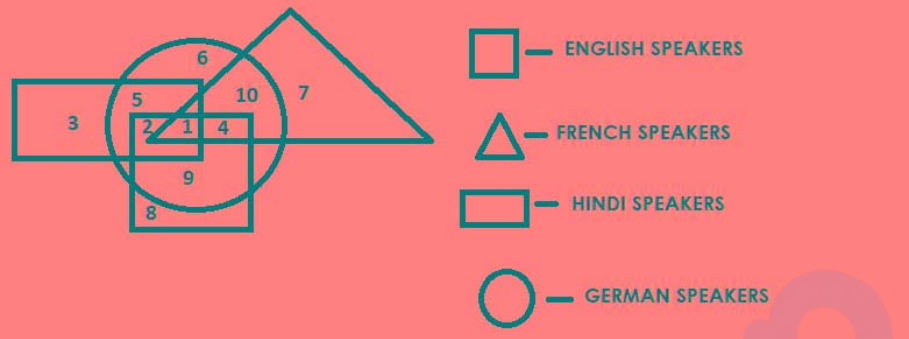 6
5
10
7
3
2
1
4
9
8
ENGLISH SPEAKERS
FRENCH SPEAKERS
HINDI SPEAKERS
GERMAN SPEAKERS